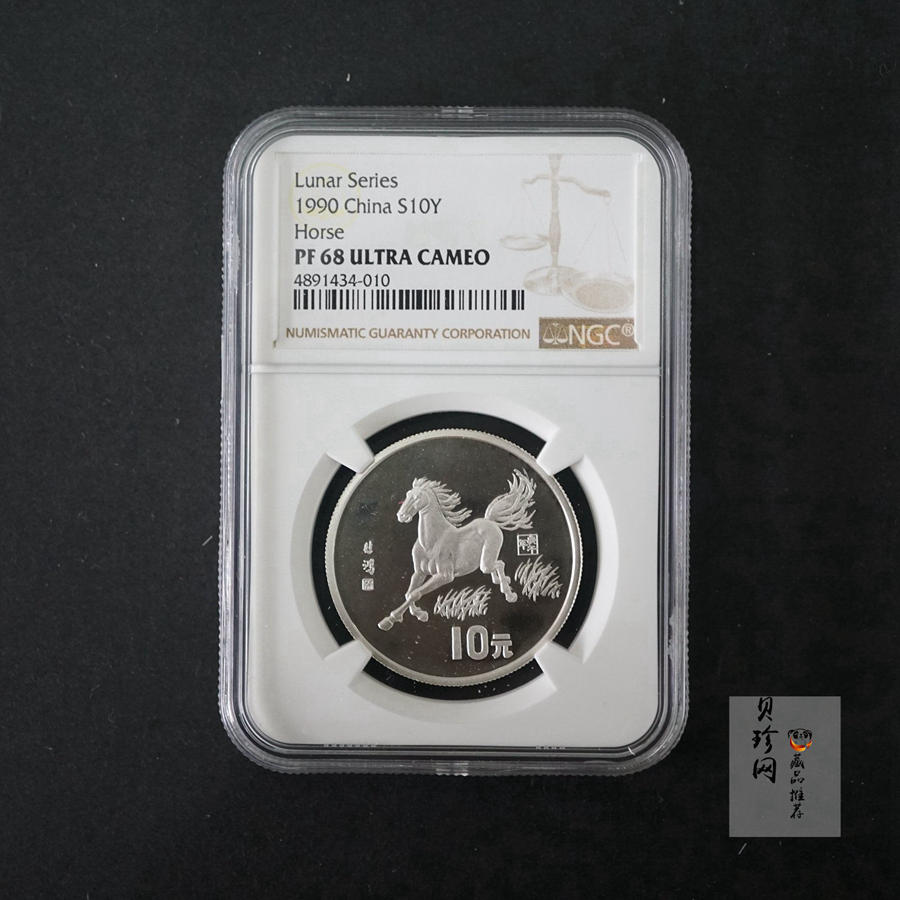 Lunar Series
1990 China S10Y
Horse
PF 68 ULTRA CAMEO
4891434-010
NUMISMATIC GUARANTY CORPORATION
NGC®
10元
贝珍网
藏品推荐